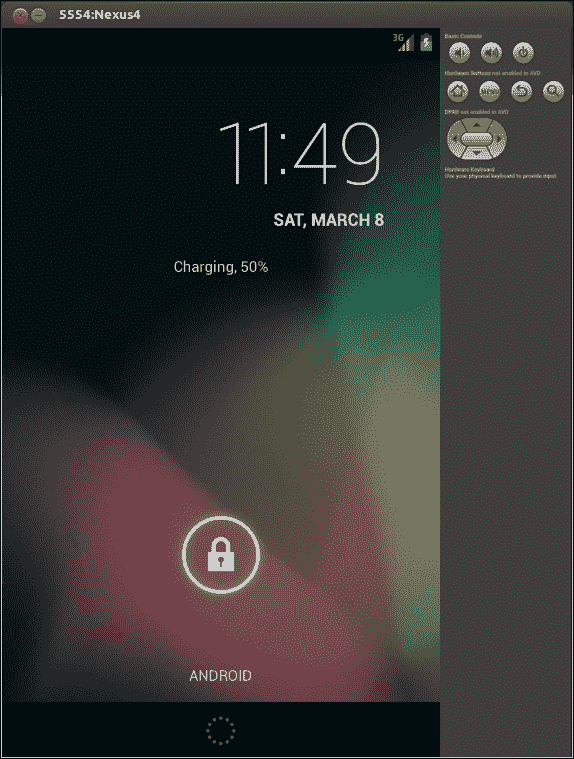 5554:Nexus4
3G
11:49
SAT, MARCH 8
Charging, 50%
ANDROID
Basic Controls
Hardware Buttons not enabled in AVD
MENU
DPAD not enabled in AVD
Hardware Keyboard
Use your physical keyboard to provide input